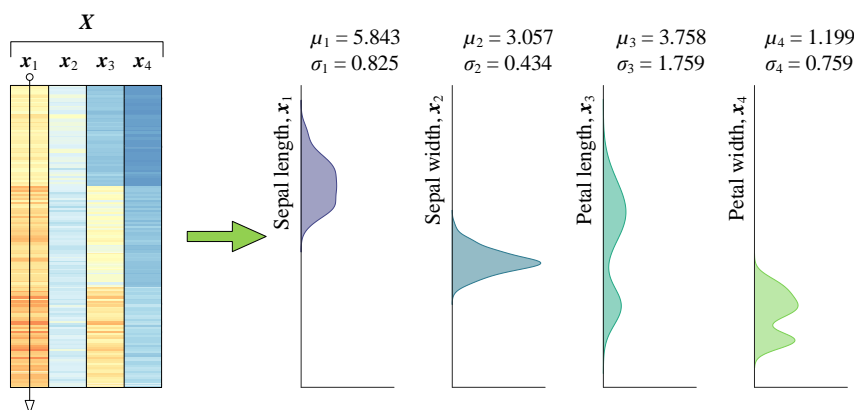 X
x1 x2 x3 x4
μ1 = 5.843
σ1 = 0.825
μ2 = 3.057
σ2 = 0.434
μ3 = 3.758
σ3 = 1.759
μ4 = 1.199
σ4 = 0.759
Sepal length, x1
Sepal width, x2
Petal length, x3
Petal width, x4